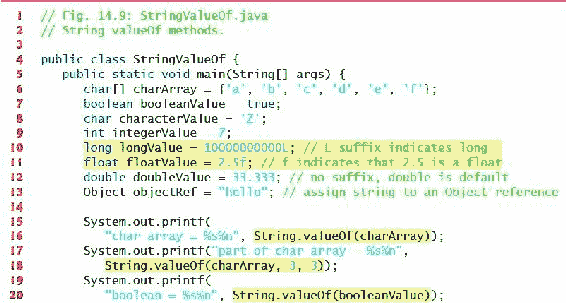 1 // Fig. 14.9: StringValueOf.java
2 // String valueOf methods.
3
4 public class StringValueOf {
5 public static void main(String[] args) {
6 char[] charArray = {'a', 'b', 'c', 'd', 'e', 'f'};
7 boolean booleanValue = true;
8 char characterValue = 'Z';
9 int integerValue = 7;
10 long longValue = 10000000000L; // L suffix indicates long
11 float floatValue = 2.5f; // f indicates that 2.5 is a float
12 double doubleValue = 33.333; // no suffix, double is default
13 Object objectRef = "hello"; // assign string to an Object reference
14
15 System.out.printf(
16 "char array = %s%n", String.valueOf(charArray));
17 System.out.printf("part of char array = %s%n",
18 String.valueOf(charArray, 3, 3));
19 System.out.printf(
20 "boolean = %s%n", String.valueOf(booleanValue));